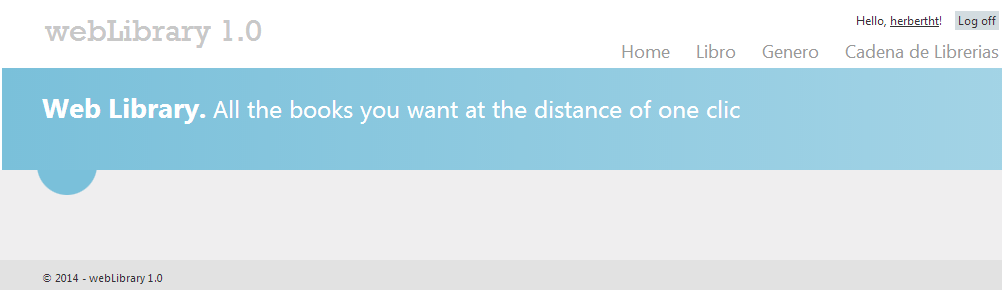 webLibrary 1.0
Hello, herbertht! Log off
Home Libro Genero Cadena de Librerias
Web Library. All the books you want at the distance of one clic
© 2014 - webLibrary 1.0